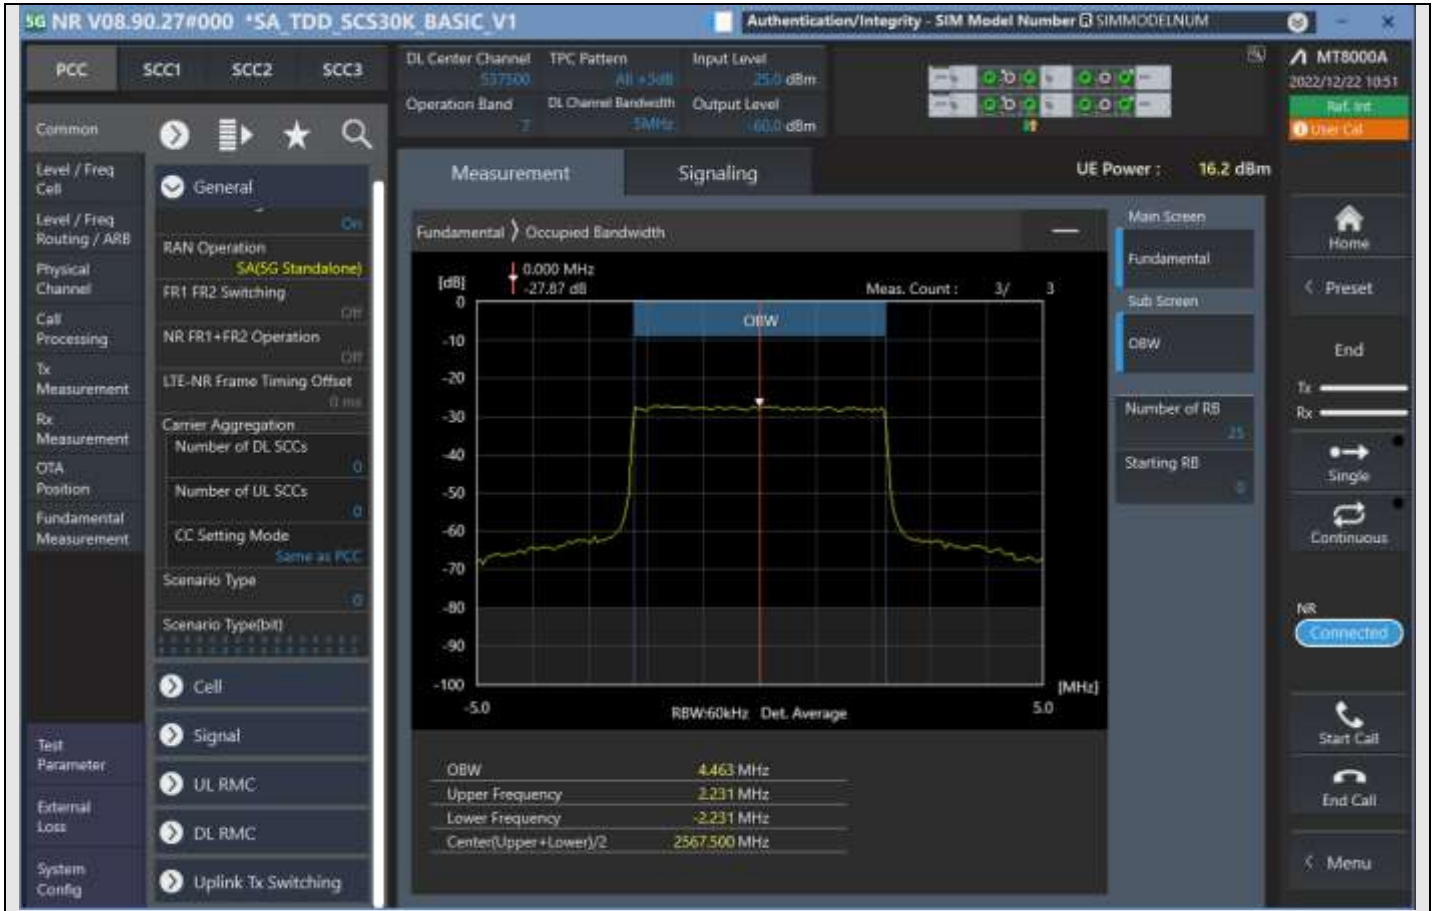 5G NR V08.90.27#000 *SA_TDD_SCS30K_BASIC_V1
Authentication/Integrity - SIM Model Number SIMMODELNUM
PCC SCC1 SCC2 SCC3
DL Center Channel
537500
TPC Pattern
All +3dB
Input Level
25.0 dBm
Operation Band
7
DL Channel Bandwidth
5MHz
Output Level
-60.0 dBm
MT8000A
2022/12/22 10:51
Ref. Int
User Cal
Common
Level / Freq
Cell
Level / Freq
Routing / ARB
Physical
Channel
Call
Processing
Tx
Measurement
Rx
Measurement
OTA
Position
Fundamental
Measurement
Test
Parameter
External
Loss
System
Config
General
On
RAN Operation
SA(5G Standalone)
FR1 FR2 Switching
Off
NR FR1+FR2 Operation
Off
LTE-NR Frame Timing Offset
0 ms
Carrier Aggregation
Number of DL SCCs
0
Number of UL SCCs
0
CC Setting Mode
Same as PCC
Scenario Type
0
Scenario Type(bit)
Cell
Signal
UL RMC
DL RMC
Uplink Tx Switching
Measurement Signaling
UE Power : 16.2 dBm
Fundamental Occupied Bandwidth
[dB]
0.000 MHz
-27.87 dB
Meas. Count : 3/ 3
OBW
0
-10
-20
-30
-40
-50
-60
-70
-80
-90
-100
-5.0
RBW:60kHz Det. Average
5.0
[MHz]
OBW 4.463 MHz
Upper Frequency 2.231 MHz
Lower Frequency -2.231 MHz
Center(Upper+Lower)/2 2567.500 MHz
Main Screen
Fundamental
Sub Screen
OBW
Number of RB
25
Starting RB
0
Home
Preset
End
Tx
Rx
Single
Continuous
NR
Connected
Start Call
End Call
Menu